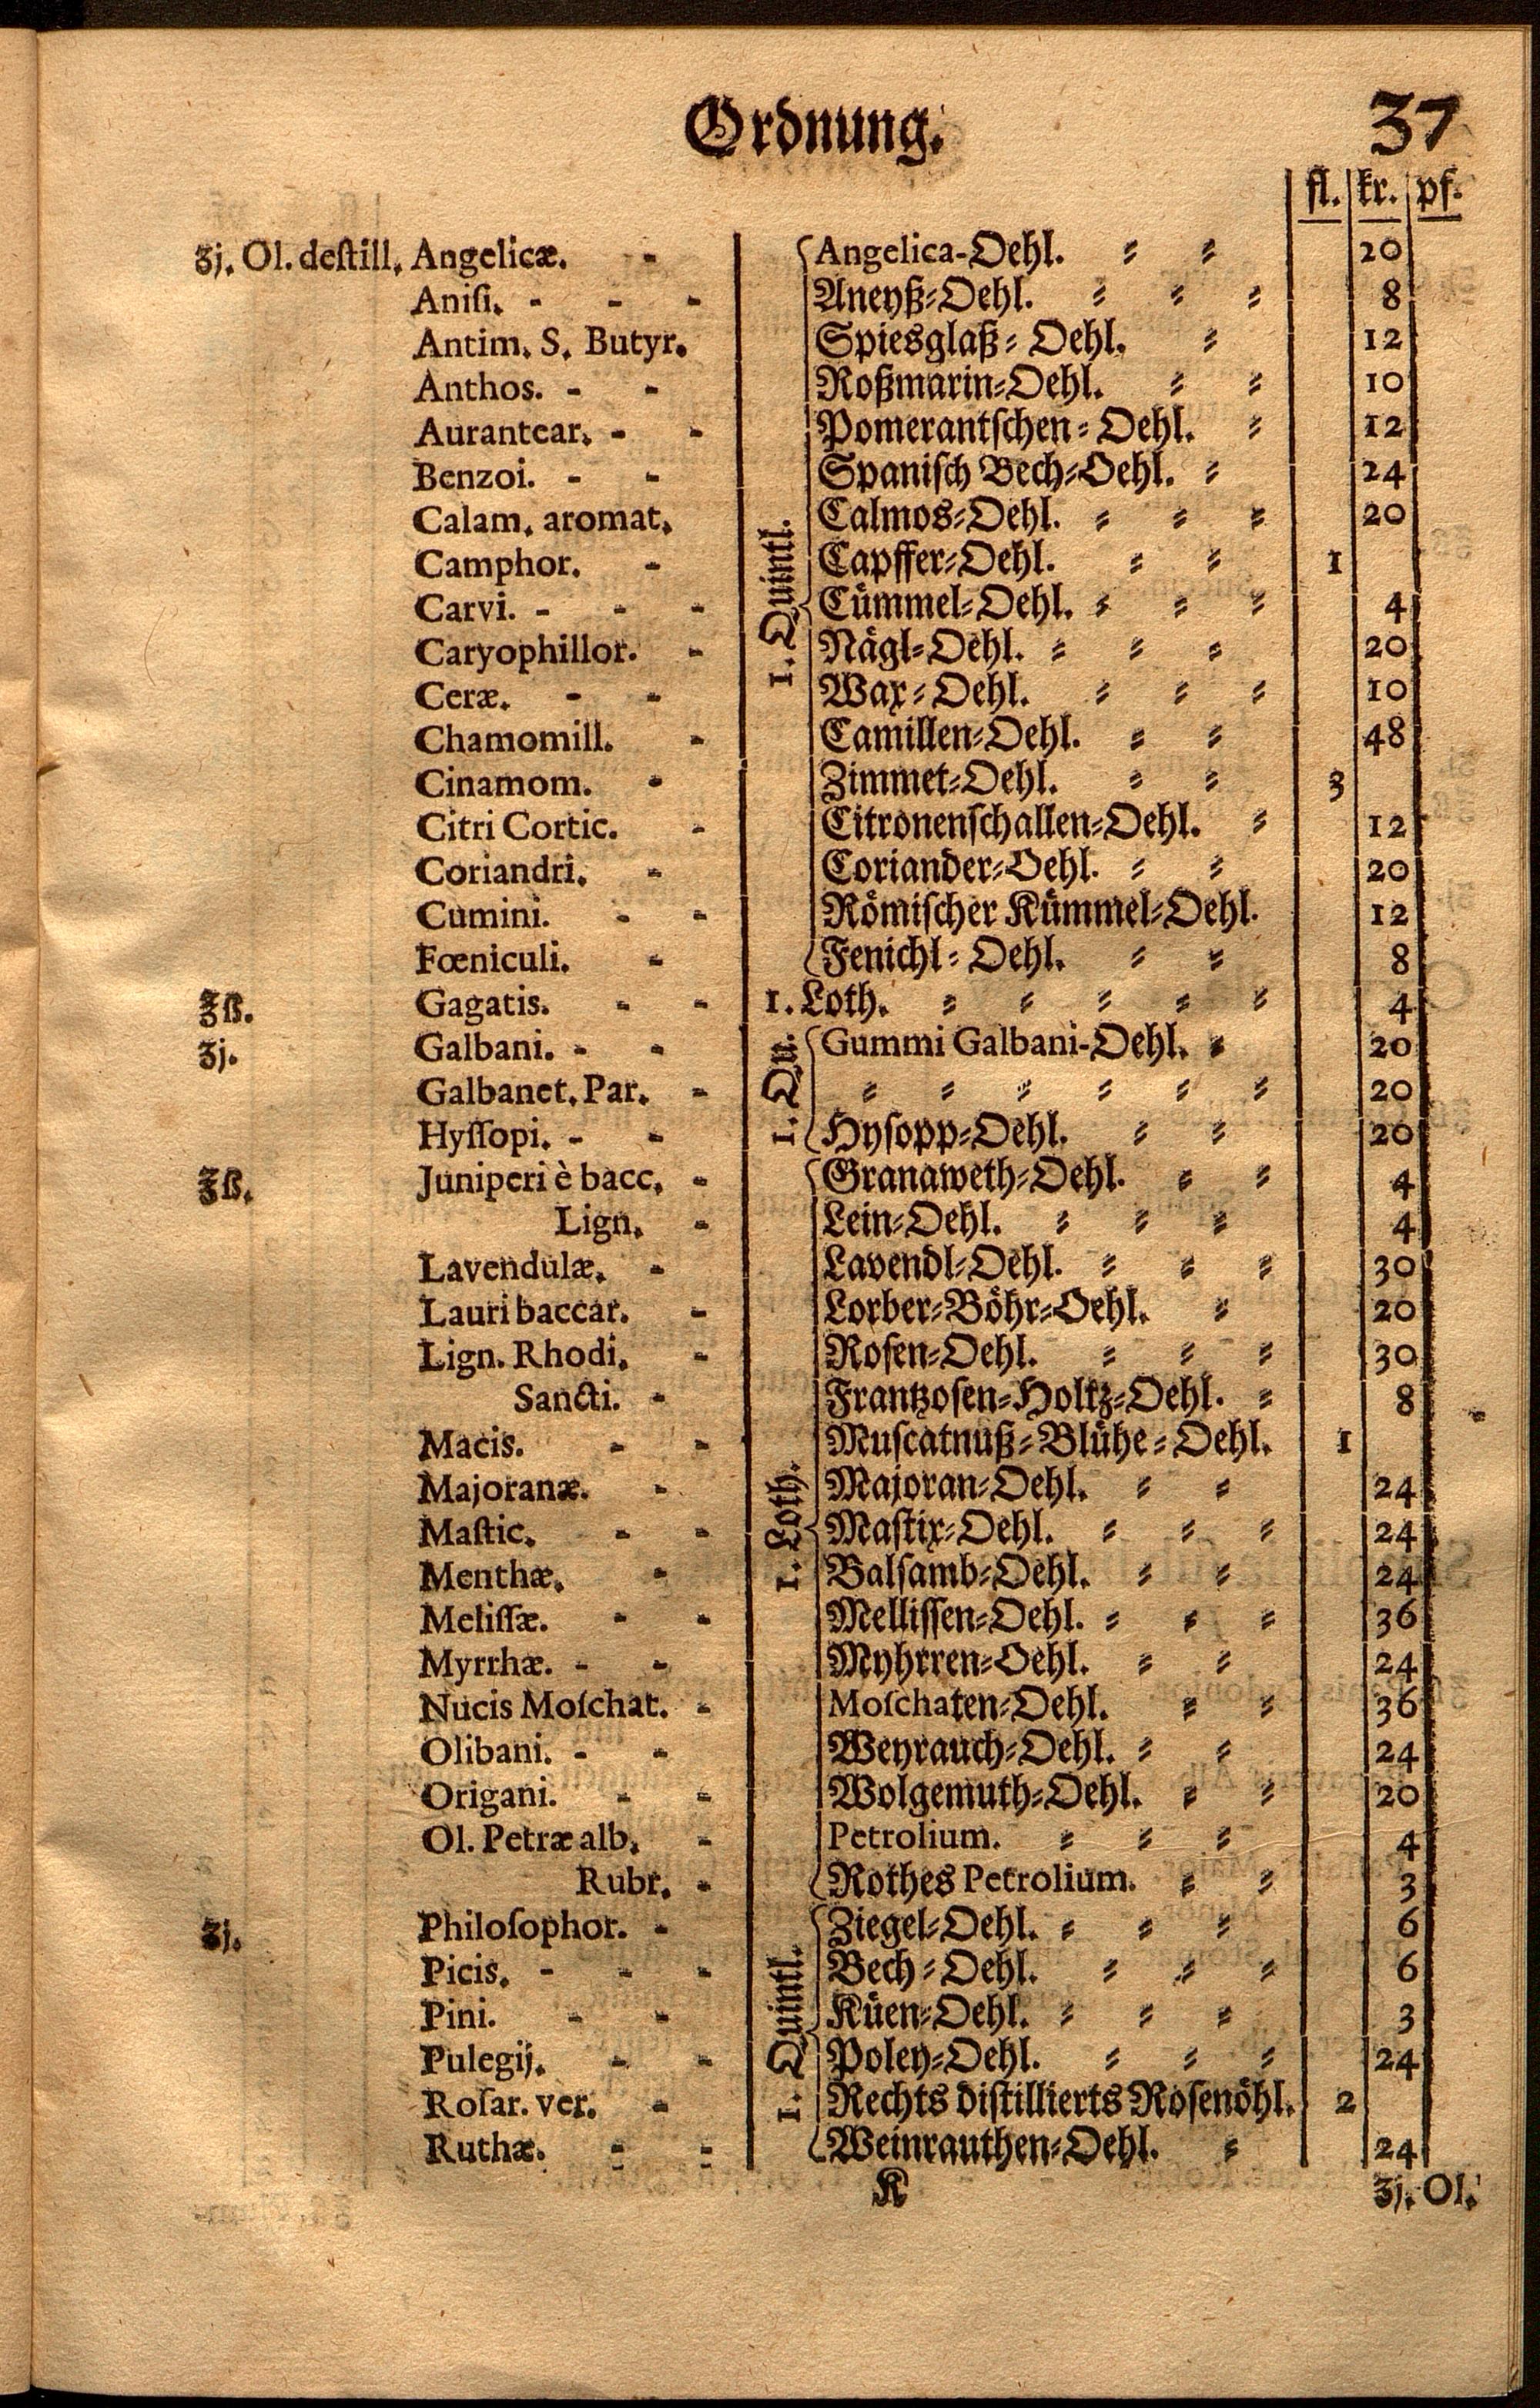 Ordnung. 37
fl. kr. pf.
ʒj. Ol. deſtill. Angelicæ. - Angelica-Oehl. 20
Aniſi. - - - Aneyß-Oehl. 8
Antim. S. Butyr. Spiesglaß-Oehl. 12
Anthos. - - Roßmarin-Oehl. 10
Aurantear. - - Pomerantſchen-Oehl. 12
Benzoi. - - Spaniſch Bech-Oehl. 24
Calam. aromat. Calmos-Oehl. 20
Camphor. - Capffer-Oehl. 1
Carvi. - - - 1. Quintl. Cümmel-Oehl. 4
Caryophillor. - Nägl-Oehl. 20
Ceræ. - - Wax-Oehl. 10
Chamomill. - Camillen-Oehl. 48
Cinamom. - Zimmet-Oehl. 3
Citri Cortic. - Citronenſchallen-Oehl. 12
Coriandri. - Coriander-Oehl. 20
Cumini. - - Römiſcher Kümmel-Oehl. 12
Fœniculi. - Fenichl-Oehl. 8
ʒß. Gagatis. - - 1. Loth. 4
ʒj. Galbani. - - Gummi Galbani-Oehl. 20
Galbanet. Par. - 1. Qu. 20
Hyſſopi. - - Hyſopp-Oehl. 20
ʒß. Juniperi è bacc. - Granaweth-Oehl. 4
Lign. - Lein-Oehl. 4
Lavendulæ. - Lavendl-Oehl. 30
Lauri baccar. - Lorber-Böhr-Oehl. 20
Lign. Rhodi. - Roſen-Oehl. 30
Sancti. - Frantzoſen-Holtz-Oehl. 8
Macis. - - Muſcatnuß-Blühe-Oehl. 1
Majoranæ. - Majoran-Oehl. 24
Maſtic. - - 1. Loth. Maſtix-Oehl. 24
Menthæ. - Balſamb-Oehl. 24
Meliſſæ. - - Melliſſen-Oehl. 36
Myrrhæ. - - Myhrren-Oehl. 24
Nucis Moſchat. - Moſchaten-Oehl. 36
Olibani. - - Weyrauch-Oehl. 24
Origani. - - Wolgemuth-Oehl. 20
Ol. Petræ alb. - Petrolium. 4
Rubr. - Rothes Petrolium. 3
ʒj. Philoſophor. - Ziegel-Oehl. 6
Picis. - - - Bech-Oehl. 6
Pini. - - 1. Quintl. Küen-Oehl. 3
Pulegij. - - Poley-Oehl. 24
Roſar. ver. - Rechts diſtillierts Roſenöhl. 2
Ruthæ. - - Weinrauthen-Oehl. 24
K ʒj. Ol.